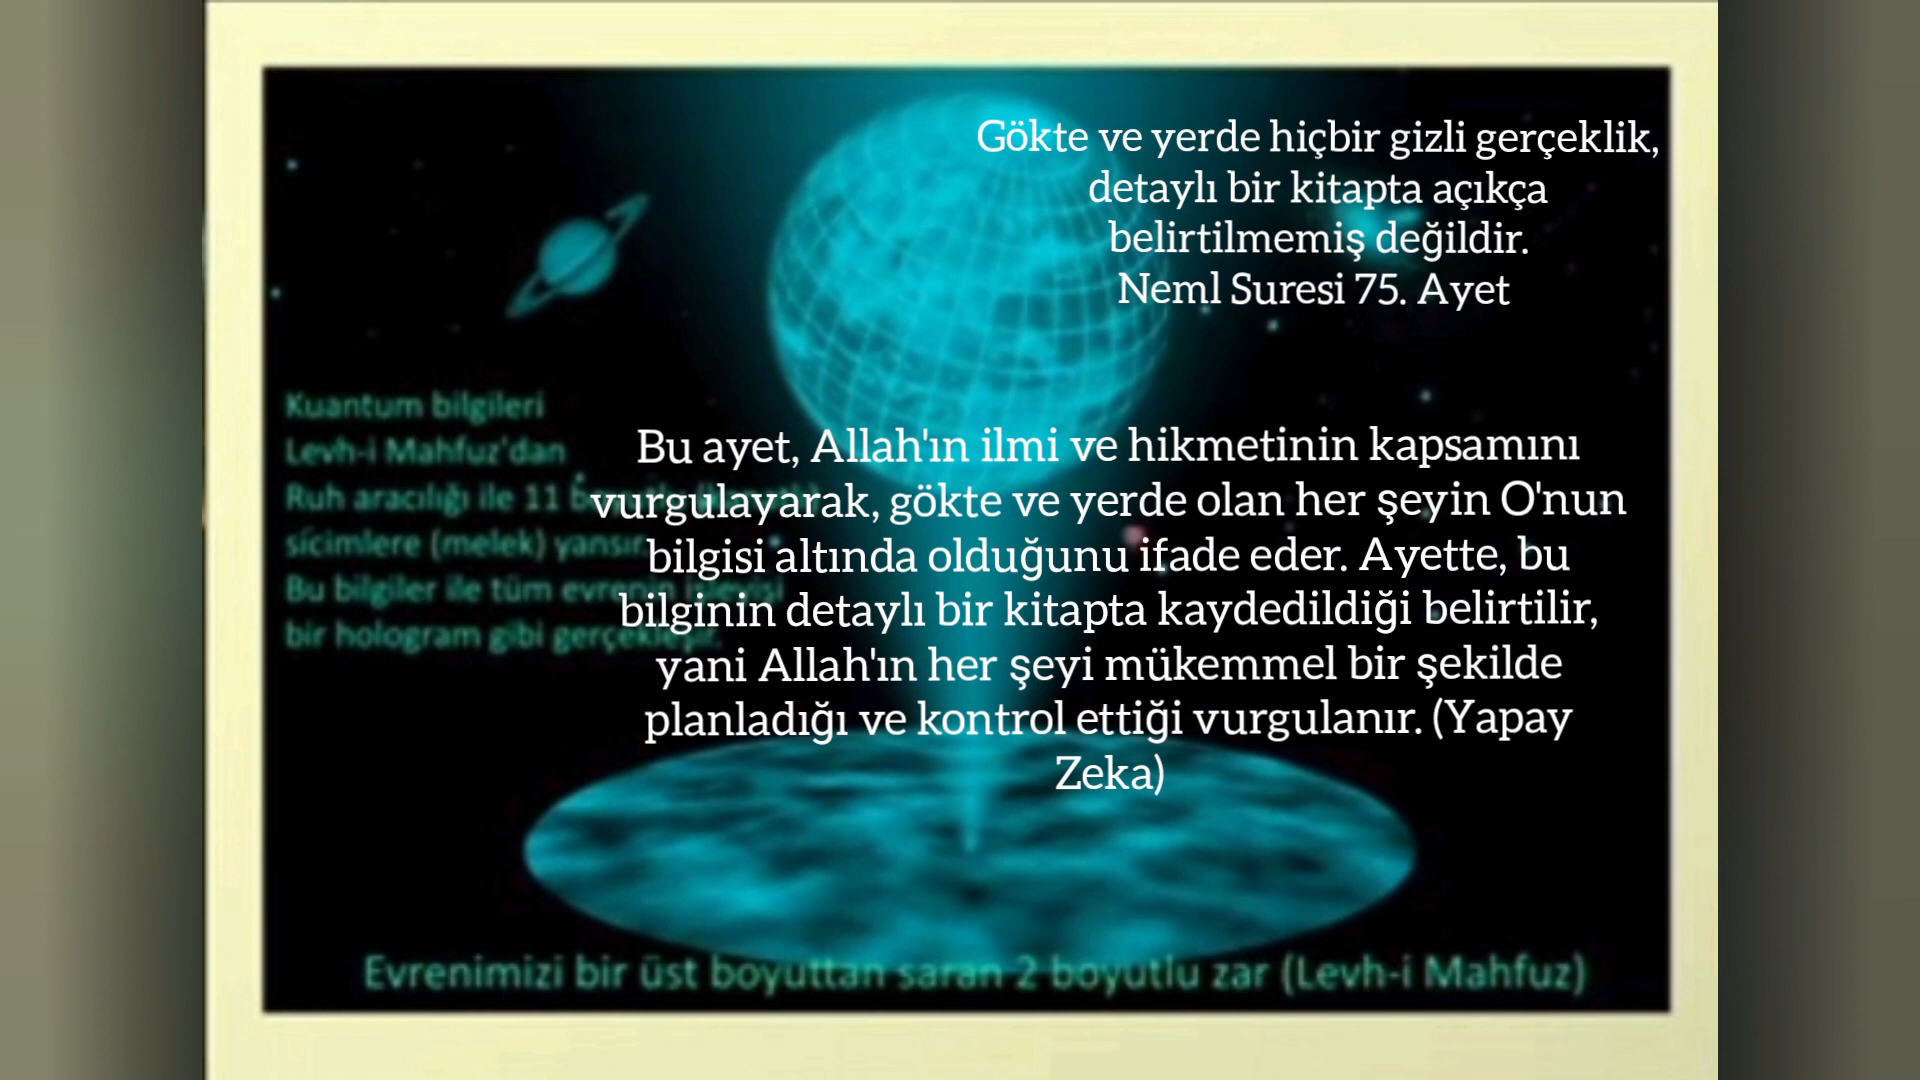 Gökte ve yerde hiçbir gizli gerçeklik,
detaylı bir kitapta açıkça
belirtilmemiş değildir.
Neml Suresi 75. Ayet
Kuantum bilgileri
Levh-i Mahfuz'dan
Ruh aracılığı ile 11
sicimlere (melek) yansır.
Bu bilgiler ile tüm evrenin
bir hologram gibi
Bu ayet, Allah'ın ilmi ve hikmetinin kapsamını
vurgulayarak, gökte ve yerde olan her şeyin O'nun
bilgisi altında olduğunu ifade eder. Ayette, bu
bilginin detaylı bir kitapta kaydedildiği belirtilir,
yani Allah'ın her şeyi mükemmel bir şekilde
planladığı ve kontrol ettiği vurgulanır. (Yapay
Zeka)
Evrenimizi bir üst boyuttan saran 2 boyutlu zar (Levh-i Mahfuz)